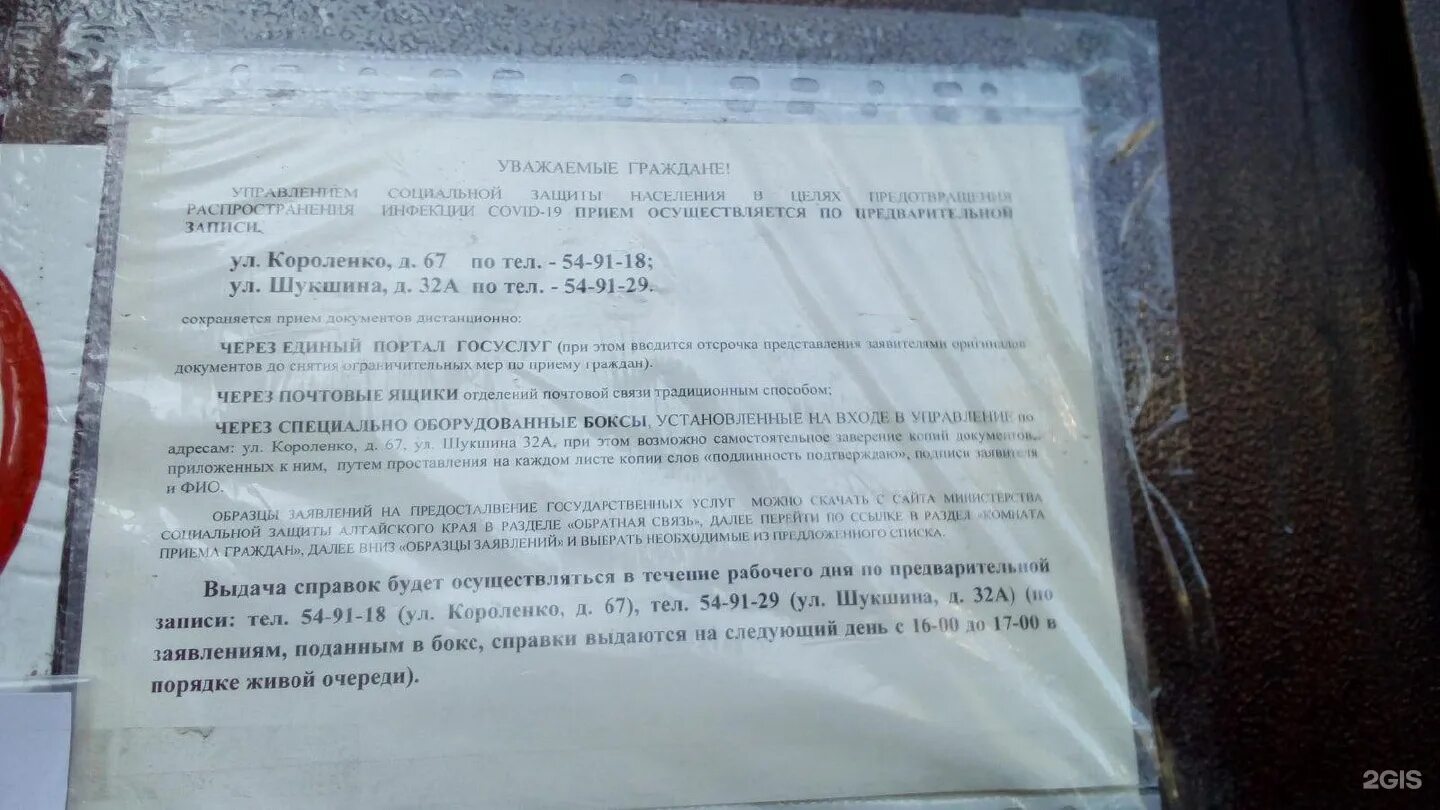 УВАЖАЕМЫЕ ГРАЖДАНЕ!
УПРАВЛЕНИЕМ СОЦИАЛЬНОЙ ЗАЩИТЫ НАСЕЛЕНИЯ В ЦЕЛЯХ ПРЕДОТВРАЩЕНИЯ
РАСПРОСТРАНЕНИЯ ИНФЕКЦИИ COVID-19 ПРИЕМ ОСУЩЕСТВЛЯЕТСЯ ПО ПРЕДВАРИТЕЛЬНОЙ
ЗАПИСИ.
ул. Короленко, д. 67 по тел. - 54-91-18;
ул. Шукшина, д. 32А по тел. - 54-91-29.
сохраняется прием документов дистанционно:
ЧЕРЕЗ ЕДИНЫЙ ПОРТАЛ ГОСУСЛУГ (при этом вводится отсрочка представления заявителями оригиналов
документов до снятия ограничительных мер по приему граждан).
ЧЕРЕЗ ПОЧТОВЫЕ ЯЩИКИ отделений почтовой связи традиционным способом;
ЧЕРЕЗ СПЕЦИАЛЬНО ОБОРУДОВАННЫЕ БОКСЫ, УСТАНОВЛЕННЫЕ НА ВХОДЕ В УПРАВЛЕНИЕ по
адресам: ул. Короленко, д. 67, ул. Шукшина 32А, при этом возможно самостоятельное заверение копий документов,
приложенных к ним, путем проставления на каждом листе копии слов «подлинность подтверждаю», подписи заявителя
и ФИО.
ОБРАЗЦЫ ЗАЯВЛЕНИЙ НА ПРЕДОСТАЛВЕНИЕ ГОСУДАРСТВЕННЫХ УСЛУГ МОЖНО СКАЧАТЬ С САЙТА МИНИСТЕРСТВА
СОЦИАЛЬНОЙ ЗАЩИТЫ АЛТАЙСКОГО КРАЯ В РАЗДЕЛЕ «ОБРАТНАЯ СВЯЗЬ», ДАЛЕЕ ПЕРЕЙТИ ПО ССЫЛКЕ В РАЗДЕЛ «КОМНАТА
ПРИЕМА ГРАЖДАН», ДАЛЕЕ ВНИЗ «ОБРАЗЦЫ ЗАЯВЛЕНИЙ» И ВЫБРАТЬ НЕОБХОДИМЫЕ ИЗ ПРЕДЛОЖЕННОГО СПИСКА.
Выдача справок будет осуществляться в течение рабочего дня по предварительной
записи: тел. 54-91-18 (ул. Короленко, д. 67), тел. 54-91-29 (ул. Шукшина, д. 32А) (по
заявлениям, поданным в бокс, справки выдаются на следующий день с 16-00 до 17-00 в
порядке живой очереди).
2GIS